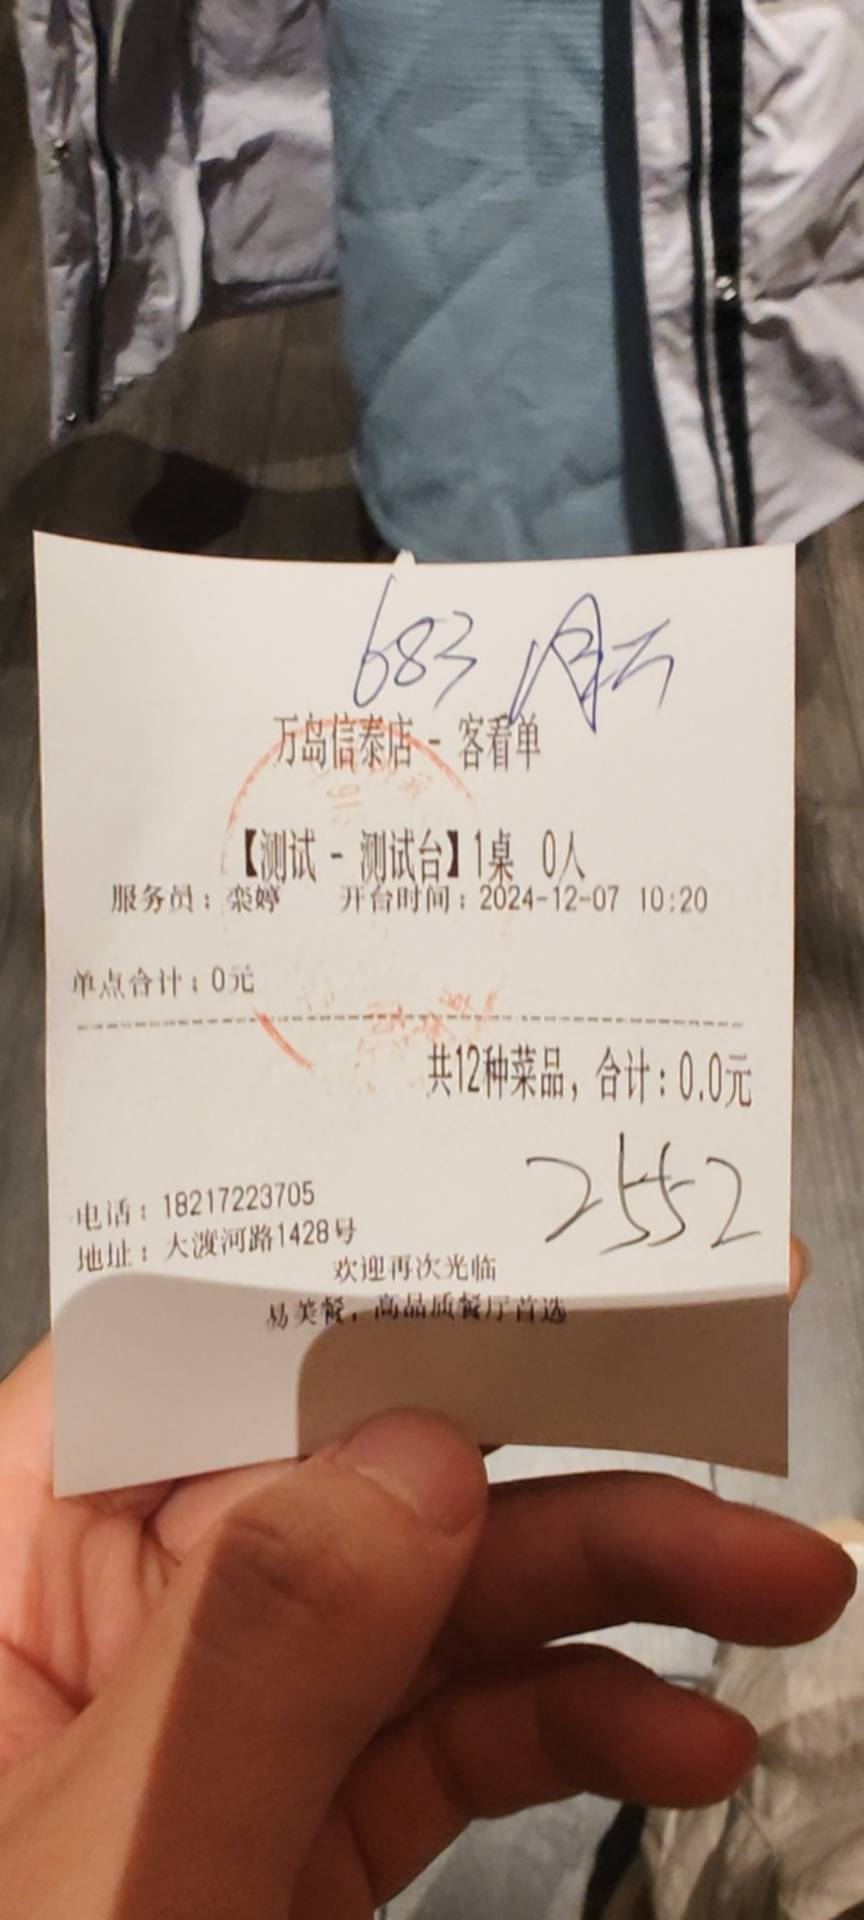 683 月云
万岛信泰店 - 客看单
【测试 - 测试台】1桌 0人
服务员：栾婷 开台时间：2024-12-07 10:20
单点合计：0元
共12种菜品，合计：0.0元
2552
电话：18217223705
地址：大渡河路1428号
欢迎再次光临
易美餐，高品质餐厅首选